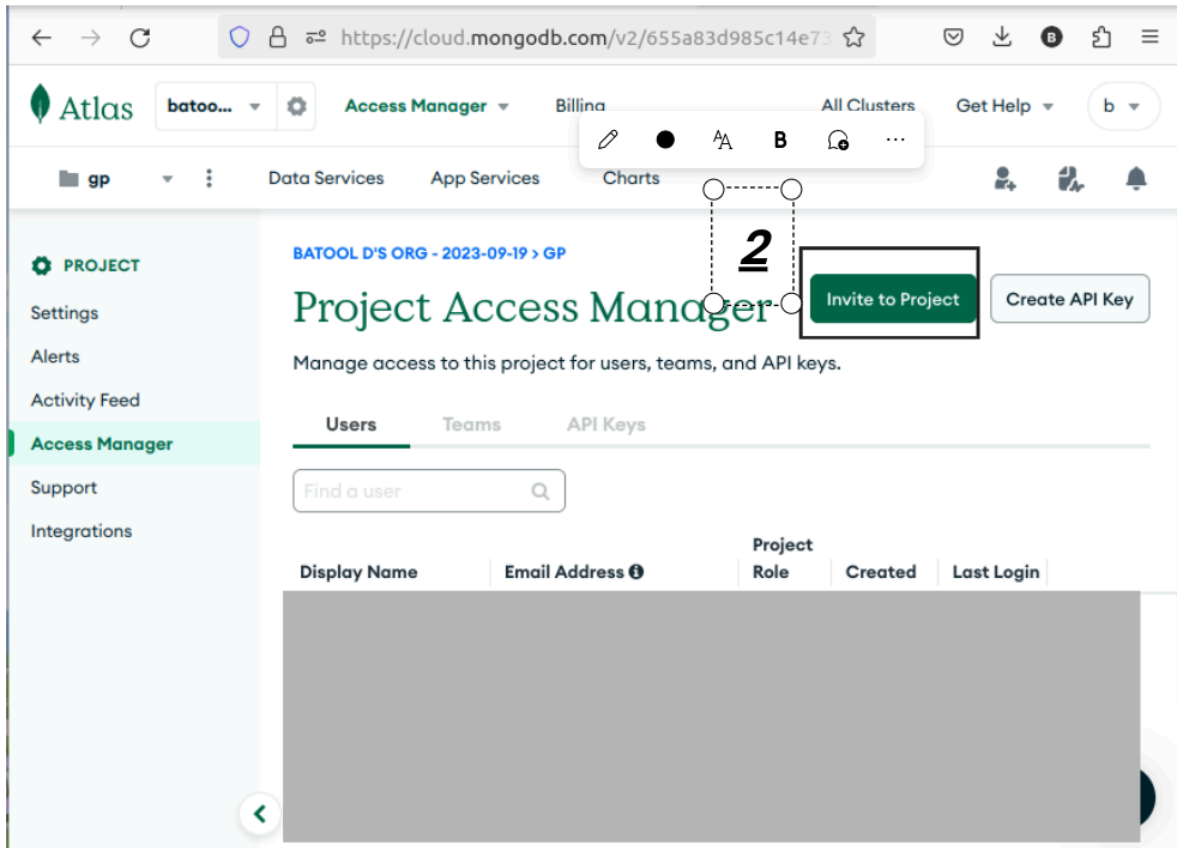 https://cloud.mongodb.com/v2/655a83d985c14e73
B
Atlas batoo... Access Manager Billing All Clusters Get Help b
AA B ...
gp Data Services App Services Charts
2
PROJECT
Settings
Alerts
Activity Feed
Access Manager
Support
Integrations
BATOOL D'S ORG - 2023-09-19 > GP
Project Access Manager Invite to Project Create API Key
Manage access to this project for users, teams, and API keys.
Users Teams API Keys
Find a user
Project
Display Name Email Address Role Created Last Login